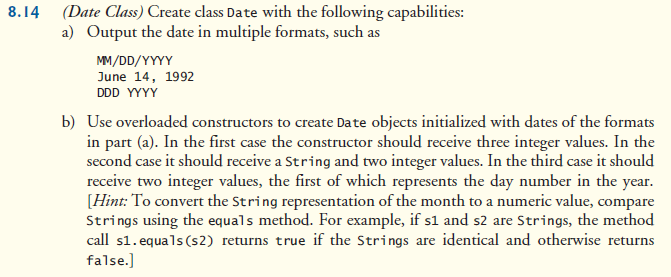 8.14 (Date Class) Create class Date with the following capabilities:
a) Output the date in multiple formats, such as
MM/DD/YYYY
June 14, 1992
DDD YYYY
b) Use overloaded constructors to create Date objects initialized with dates of the formats
in part (a). In the first case the constructor should receive three integer values. In the
second case it should receive a String and two integer values. In the third case it should
receive two integer values, the first of which represents the day number in the year.
[Hint: To convert the String representation of the month to a numeric value, compare
Strings using the equals method. For example, if s1 and s2 are Strings, the method
call s1.equals(s2) returns true if the Strings are identical and otherwise returns
false.]